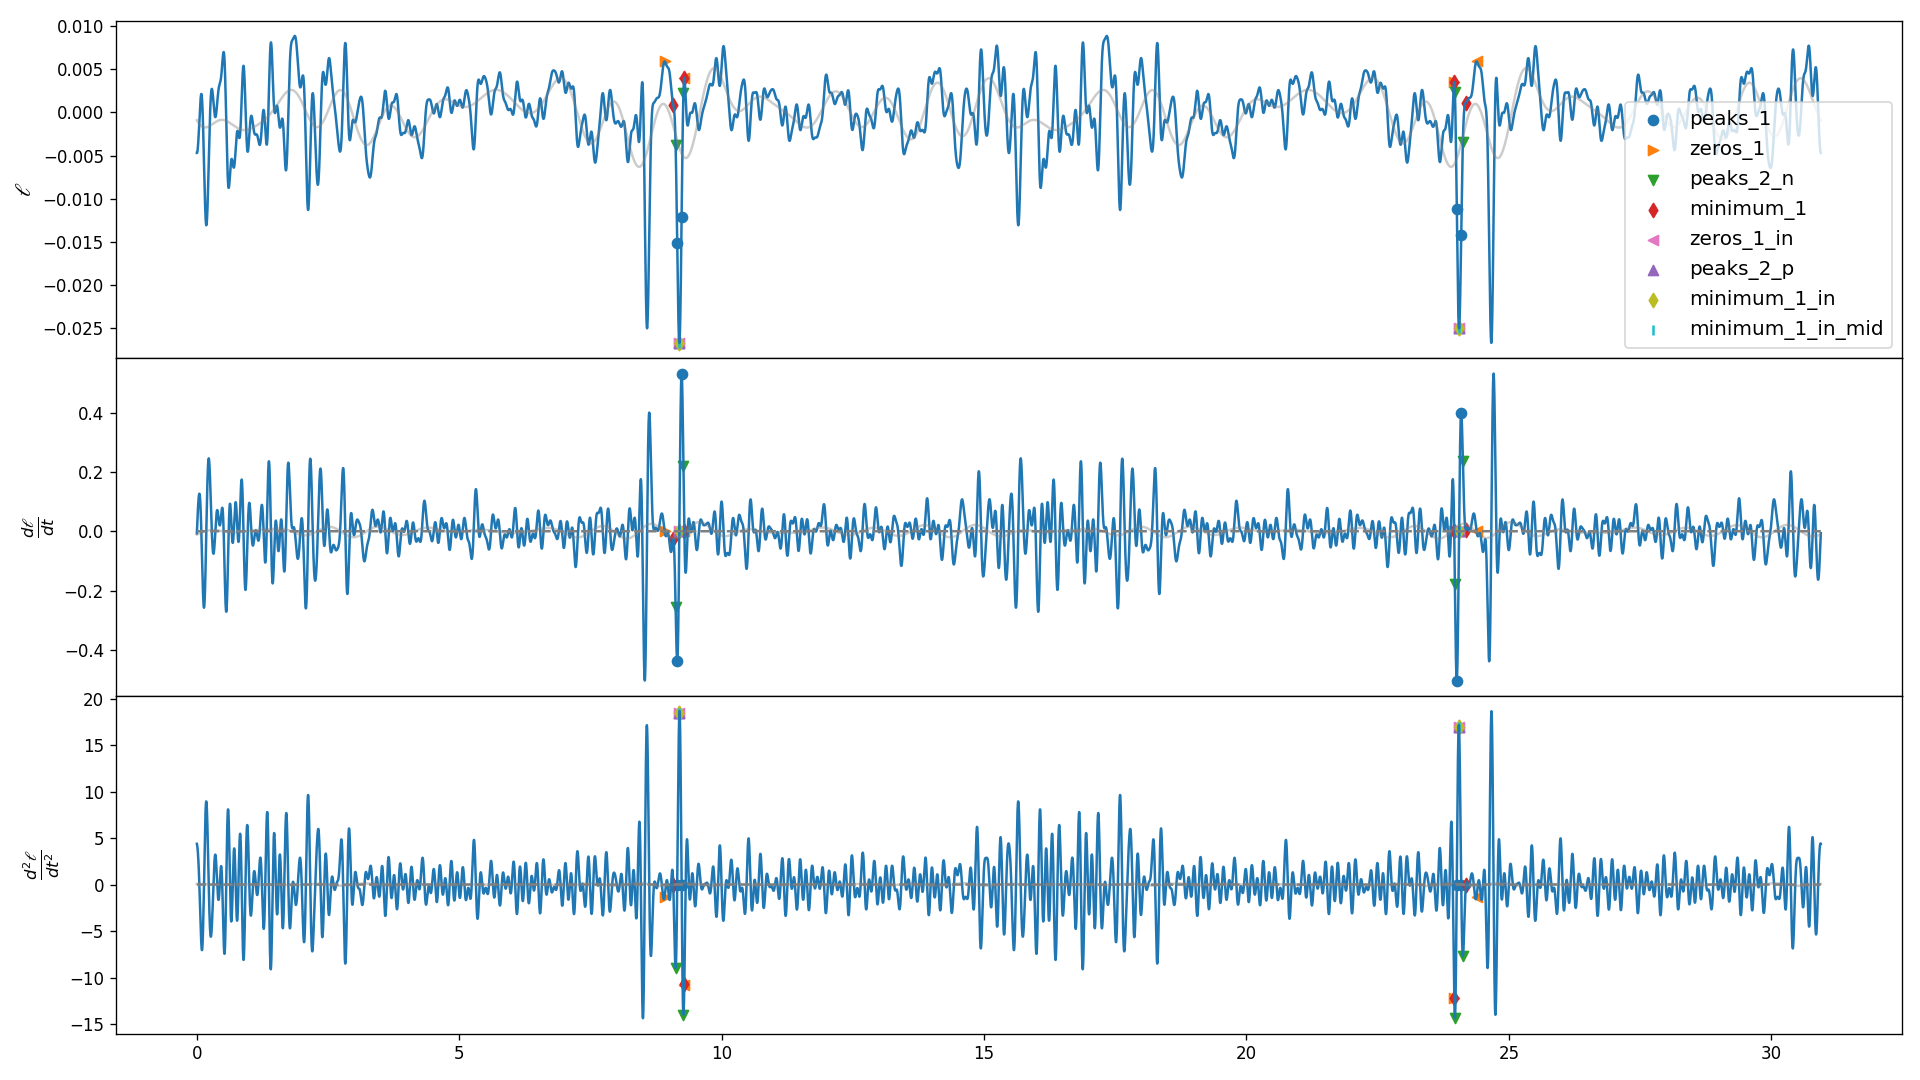 0.010
0.005
0.000
−0.005
−0.010
−0.015
−0.020
−0.025
ℓ
peaks_1
zeros_1
peaks_2_n
minimum_1
zeros_1_in
peaks_2_p
minimum_1_in
minimum_1_in_mid
0.4
0.2
0.0
−0.2
−0.4
dℓ
dt
20
15
10
5
0
−5
−10
−15
d²ℓ
dt²
0 5 10 15 20 25 30